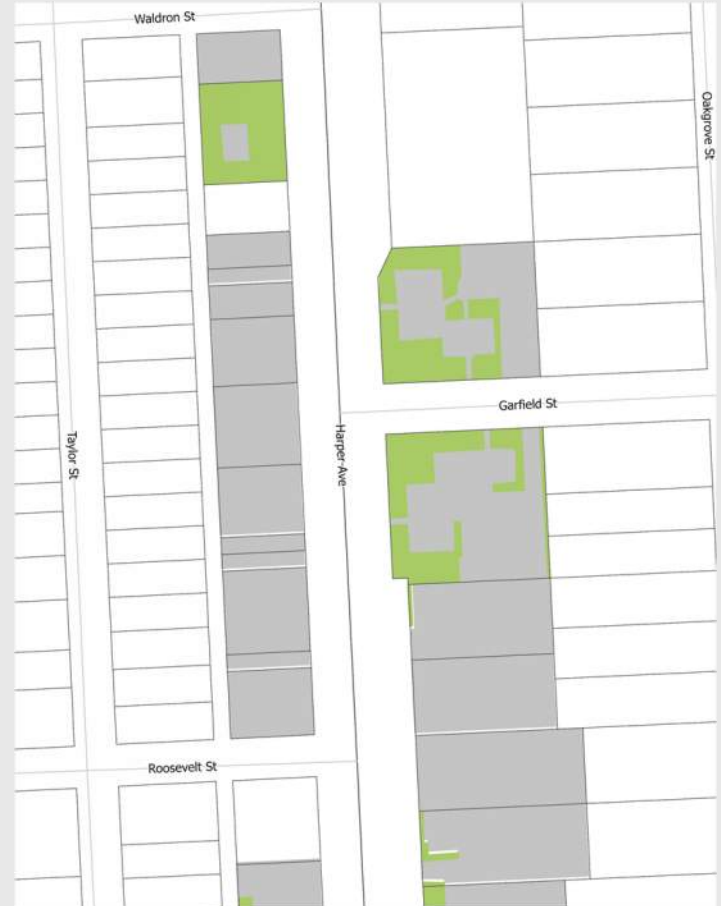 Waldron St
Oakgrove St
Garfield St
Taylor St
Harper Ave
Roosevelt St